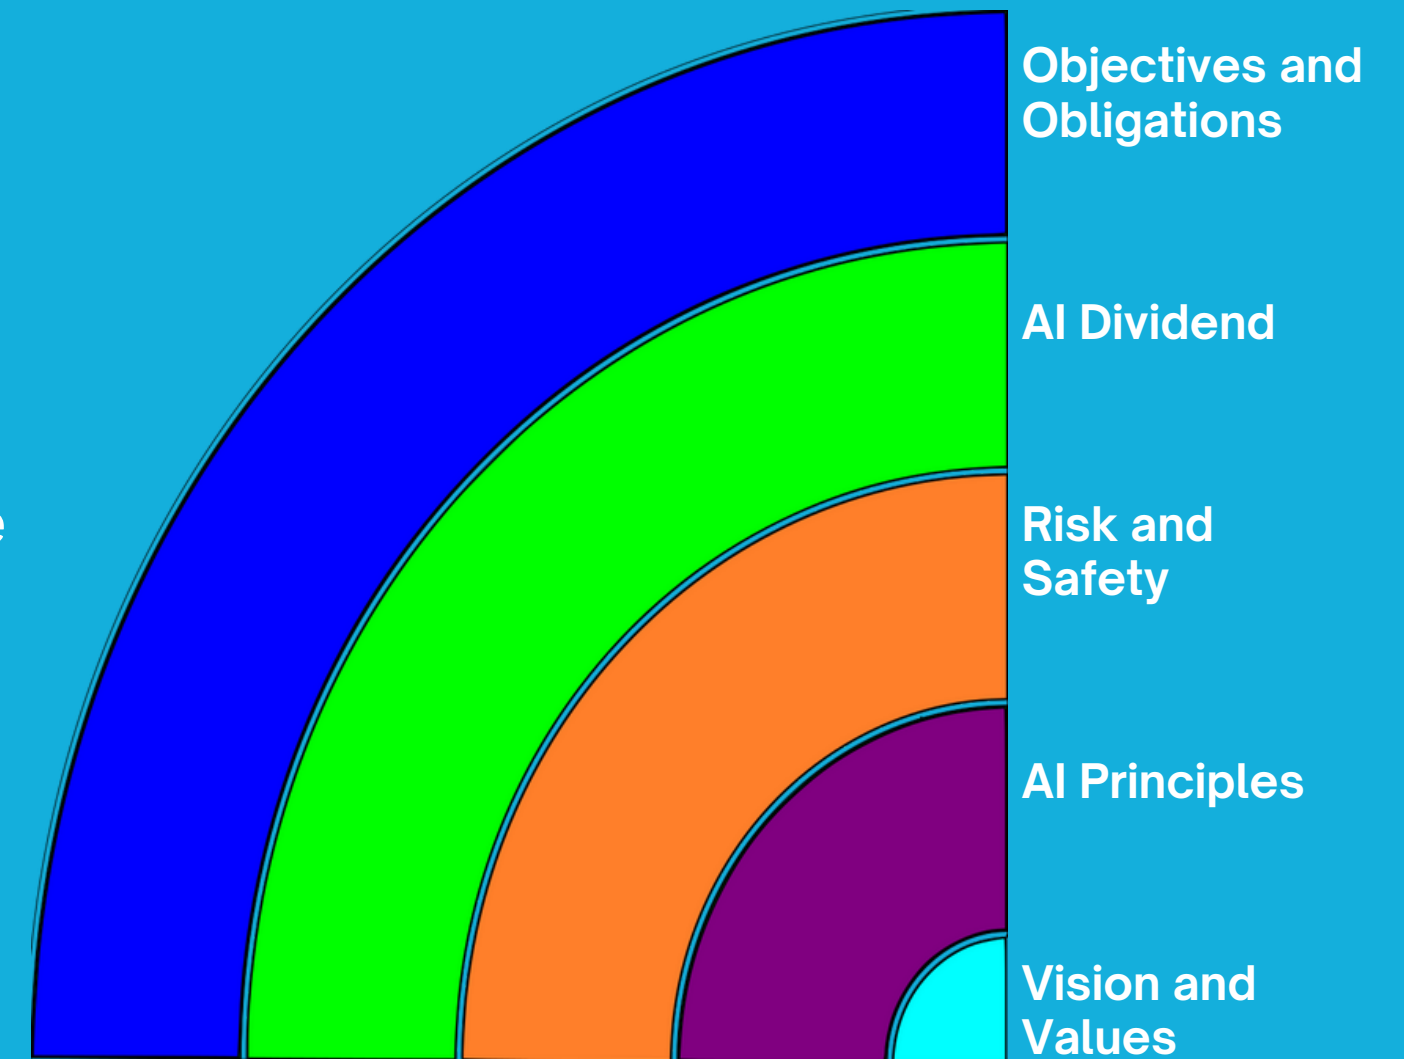 Objectives and
Obligations
AI Dividend
Risk and
Safety
AI Principles
Vision and
Values